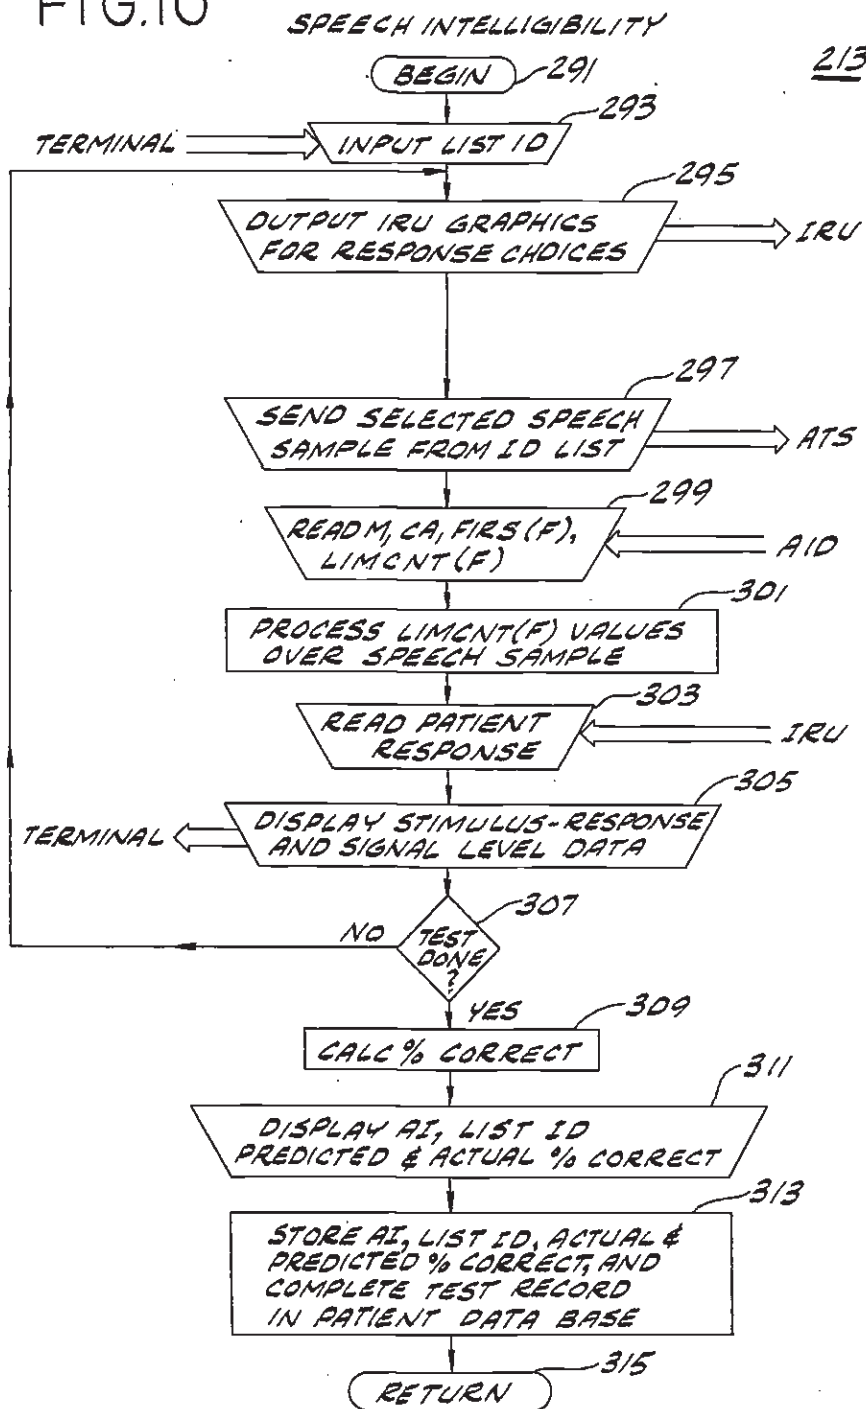 FIG.10
SPEECH INTELLIGIBILITY
213
BEGIN
291
293
TERMINAL
INPUT LIST ID
295
OUTPUT IRU GRAPHICS
FOR RESPONSE CHOICES
IRU
297
SEND SELECTED SPEECH
SAMPLE FROM ID LIST
ATS
299
READ M, CA, FIRS(F),
LIMCNT(F)
AID
301
PROCESS LIMCNT(F) VALUES
OVER SPEECH SAMPLE
303
READ PATIENT
RESPONSE
IRU
305
DISPLAY STIMULUS-RESPONSE
AND SIGNAL LEVEL DATA
TERMINAL
307
NO
TEST
DONE
?
YES
309
CALC % CORRECT
311
DISPLAY AI, LIST ID
PREDICTED & ACTUAL % CORRECT
313
STORE AI, LIST ID, ACTUAL &
PREDICTED % CORRECT, AND
COMPLETE TEST RECORD
IN PATIENT DATA BASE
315
RETURN